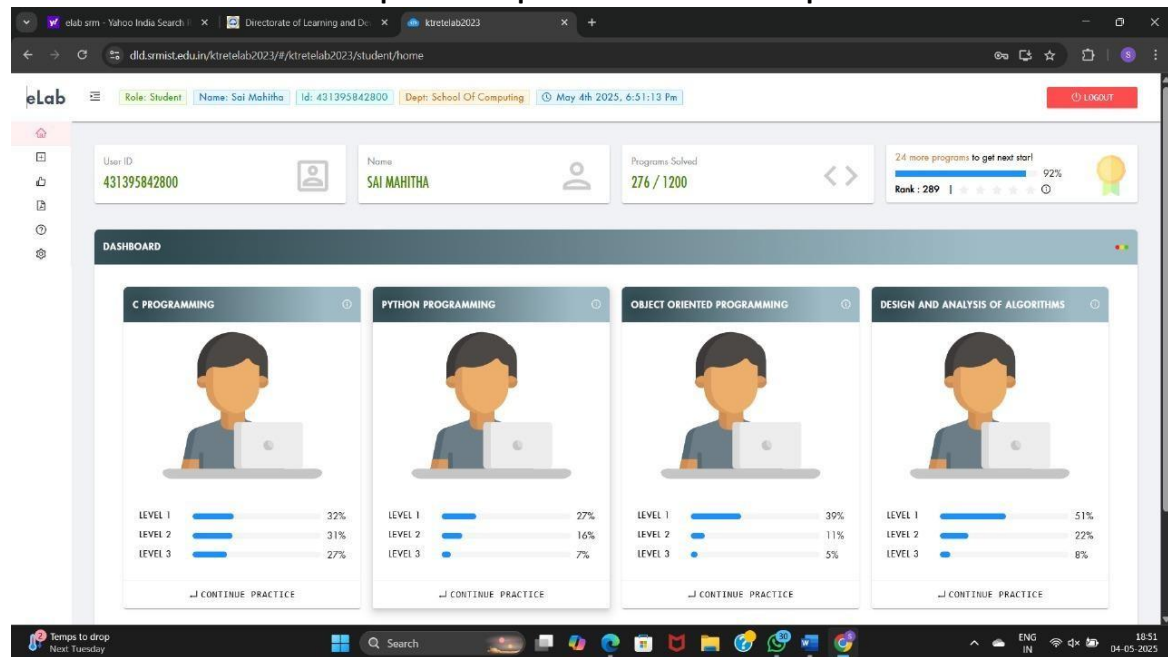 elab srm - Yahoo India Search R
Directorate of Learning and De
ktretelab2023
dld.srmist.edu.in/ktretelab2023/#/ktretelab2023/student/home
S
eLab
Role: Student
Name: Sai Mahitha
Id: 431395842800
Dept: School Of Computing
May 4th 2025, 6:51:13 Pm
LOGOUT
User ID
431395842800
Name
SAI MAHITHA
Programs Solved
276 / 1200
24 more programs to get next star!
92%
Rank : 289 |
DASHBOARD
C PROGRAMMING
LEVEL 1 32%
LEVEL 2 31%
LEVEL 3 27%
CONTINUE PRACTICE
PYTHON PROGRAMMING
LEVEL 1 27%
LEVEL 2 16%
LEVEL 3 7%
CONTINUE PRACTICE
OBJECT ORIENTED PROGRAMMING
LEVEL 1 39%
LEVEL 2 11%
LEVEL 3 5%
CONTINUE PRACTICE
DESIGN AND ANALYSIS OF ALGORITHMS
LEVEL 1 51%
LEVEL 2 22%
LEVEL 3 8%
CONTINUE PRACTICE
2
Temps to drop
Next Tuesday
Search
30
ENG
IN
18:51
04-05-2025